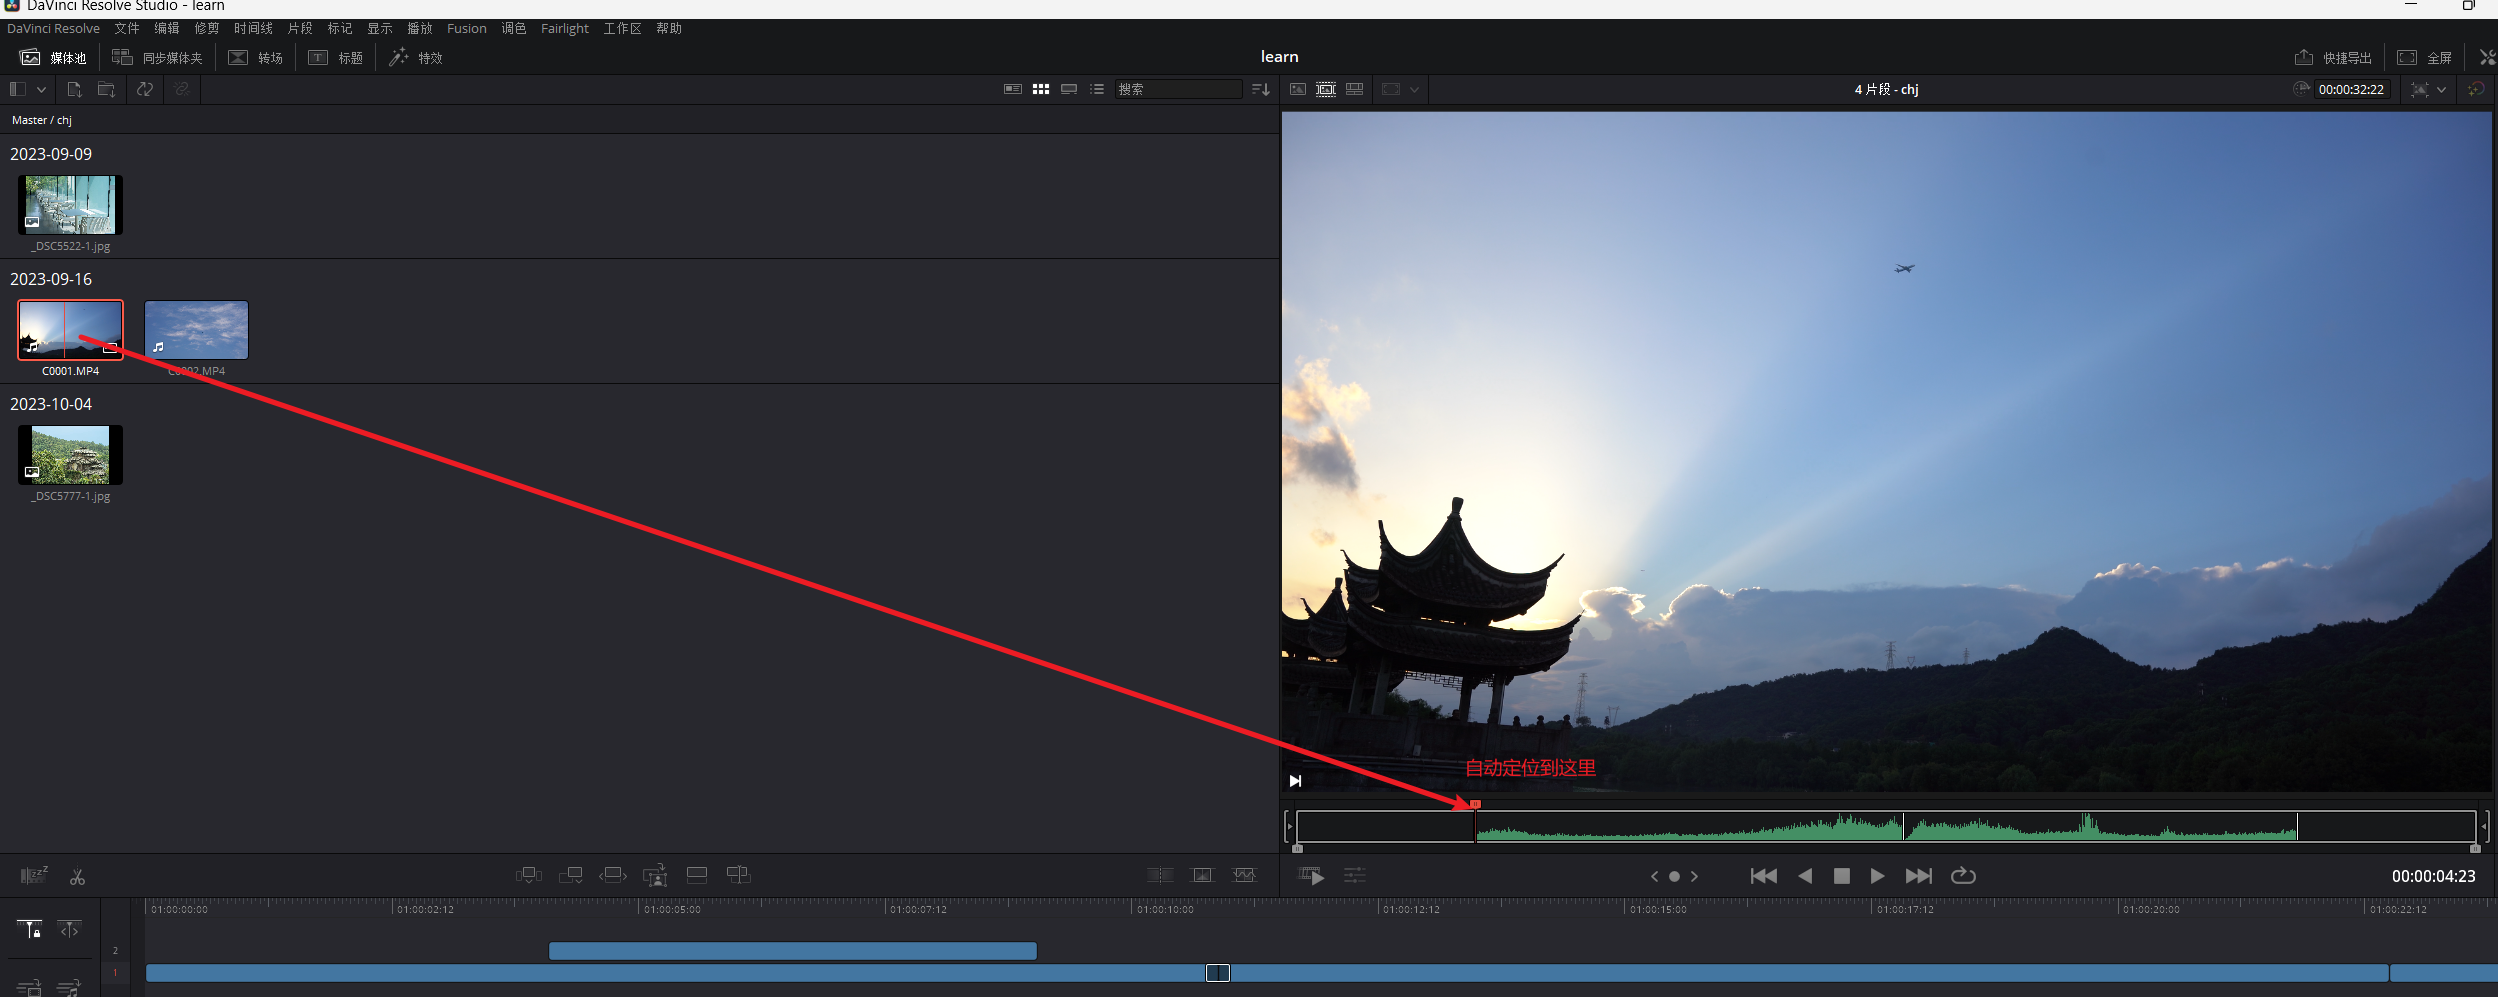 DaVinci Resolve Studio - learn
DaVinci Resolve 文件 编辑 修剪 时间线 片段 标记 显示 播放 Fusion 调色 Fairlight 工作区 帮助
媒体池 同步媒体夹 转场 标题 特效 learn 快捷导出 全屏
搜索 4 片段 - chj 00:00:32:22
Master / chj
2023-09-09
_DSC5522-1.jpg
2023-09-16
C0001.MP4 C0002.MP4
2023-10-04
_DSC5777-1.jpg
自动定位到这里
zzZ
00:00:04:23
01:00:00:00 01:00:02:12 01:00:05:00 01:00:07:12 01:00:10:00 01:00:12:12 01:00:15:00 01:00:17:12 01:00:20:00 01:00:22:12
2
1